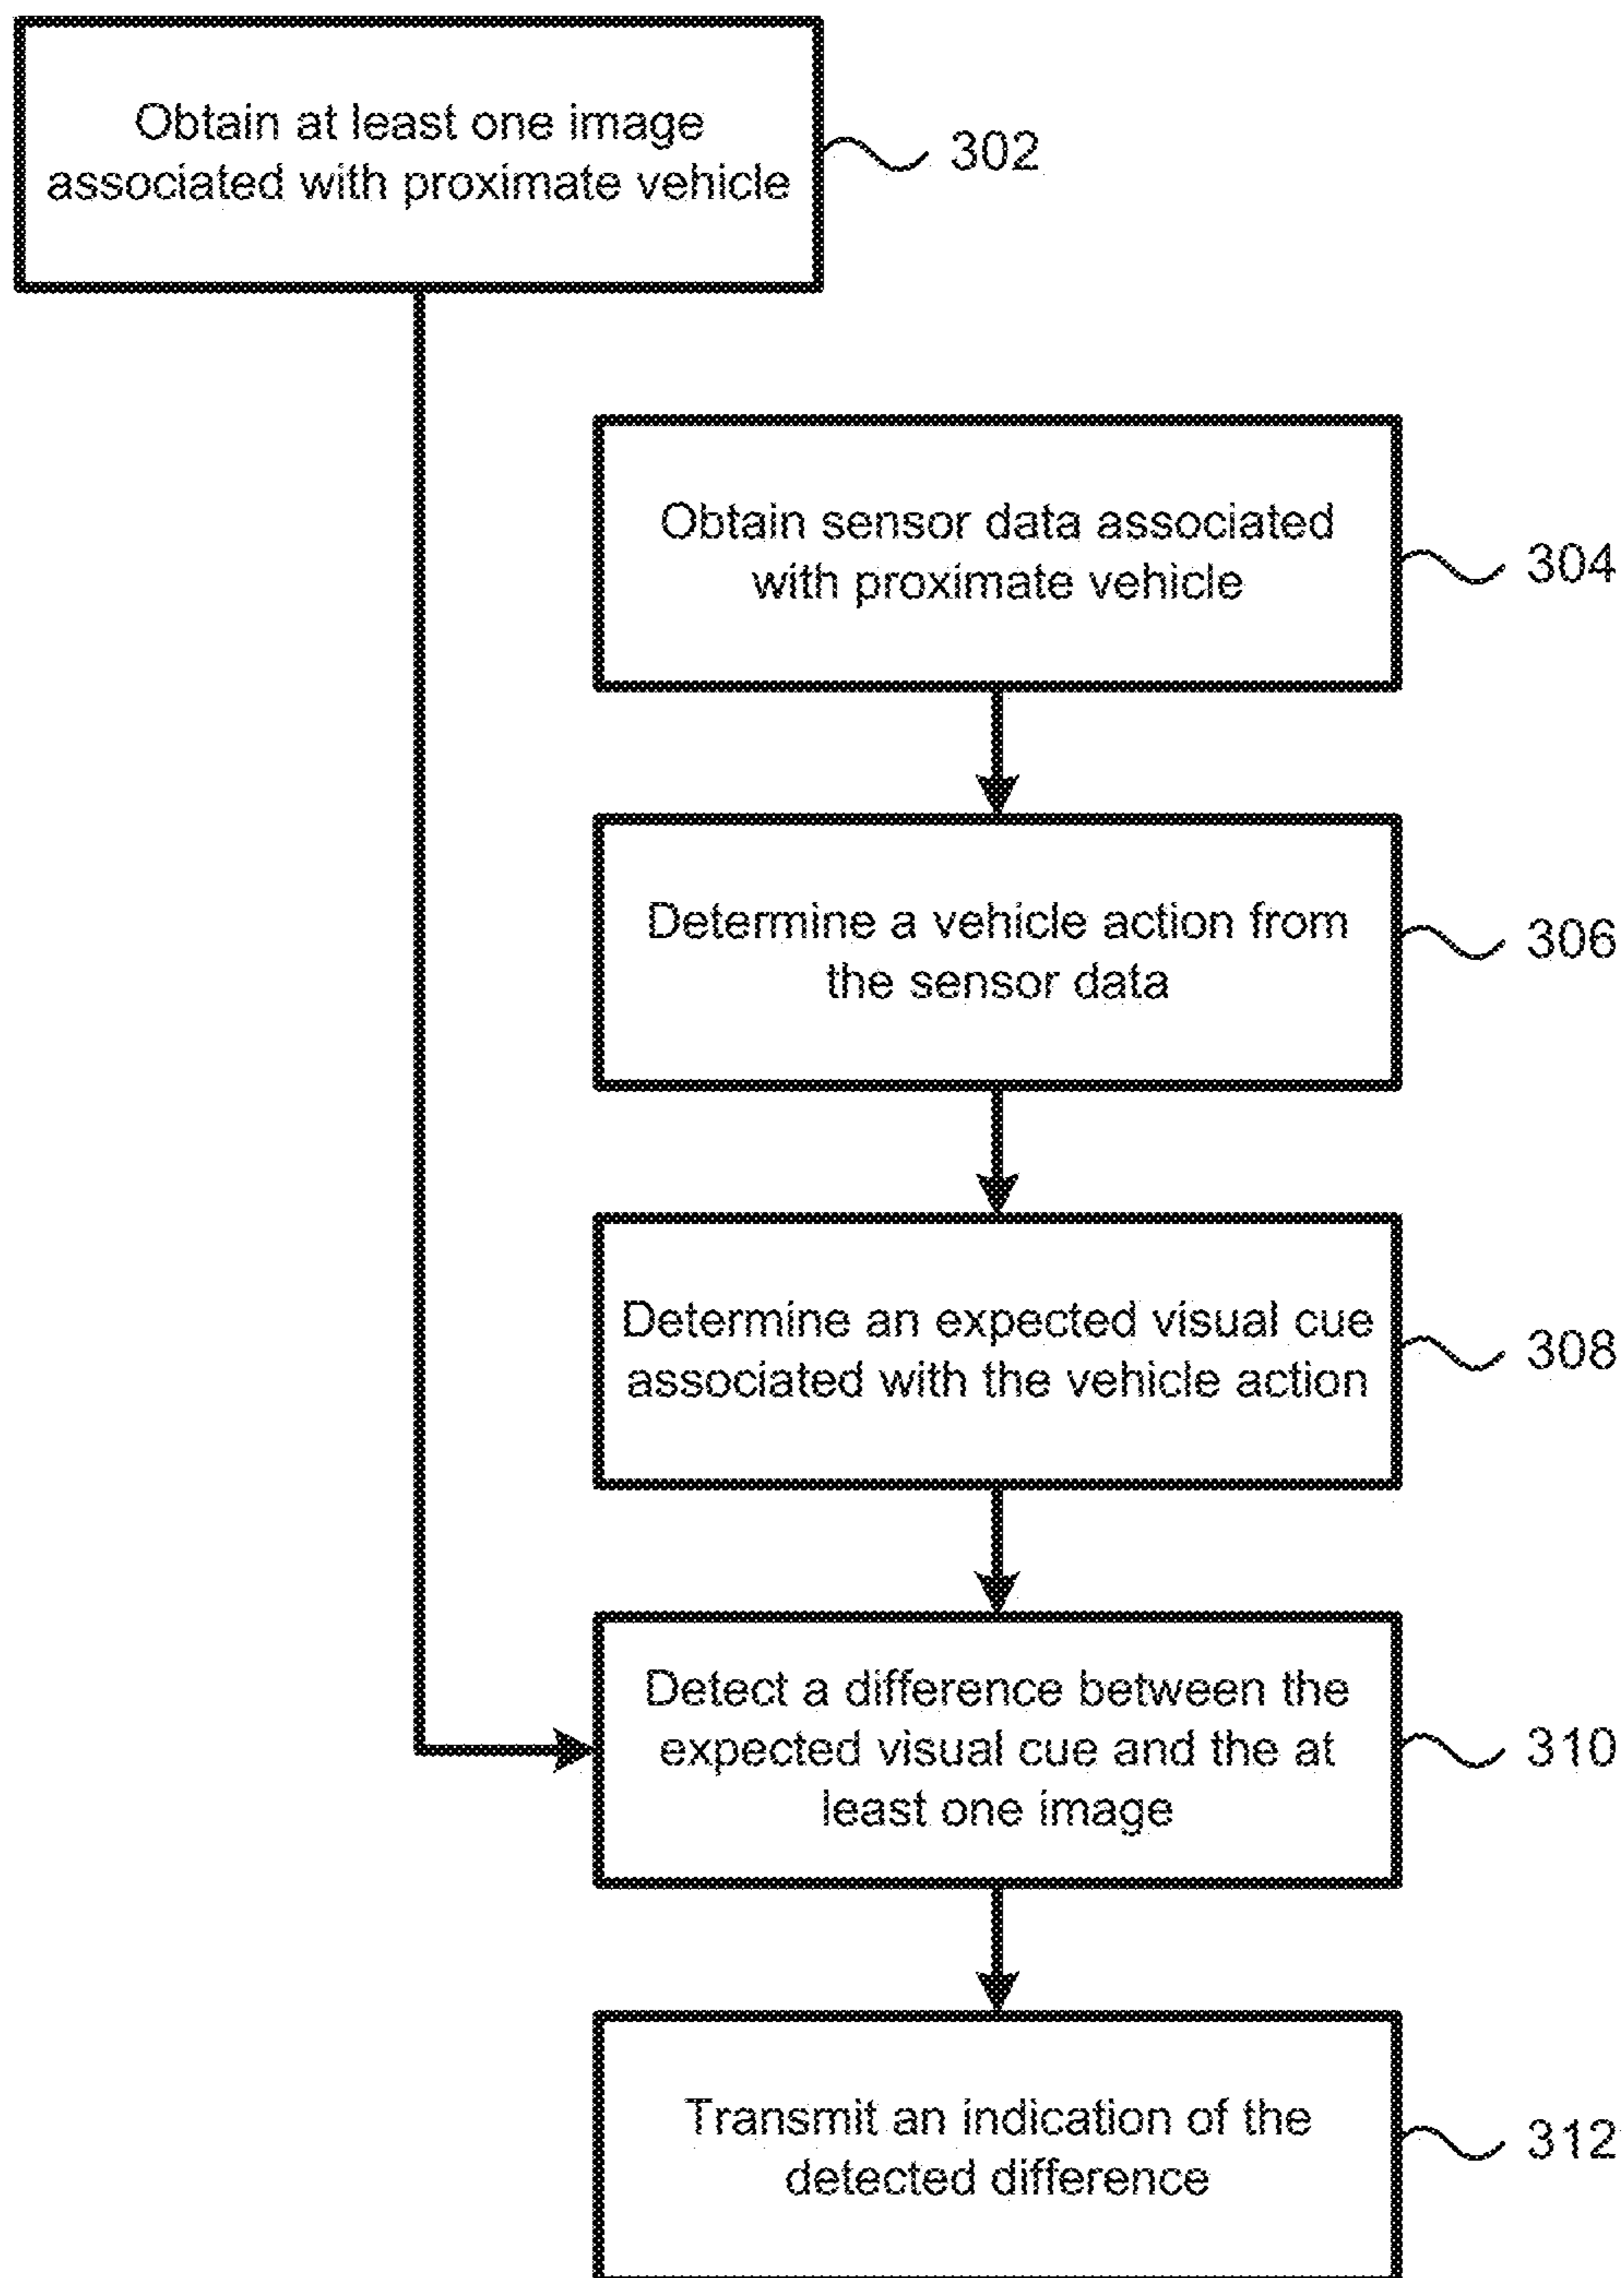 Obtain at least one image
associated with proximate vehicle
302
Obtain sensor data associated
with proximate vehicle
304
Determine a vehicle action from
the sensor data
306
Determine an expected visual cue
associated with the vehicle action
308
Detect a difference between the
expected visual cue and the at
least one image
310
Transmit an indication of the
detected difference
312